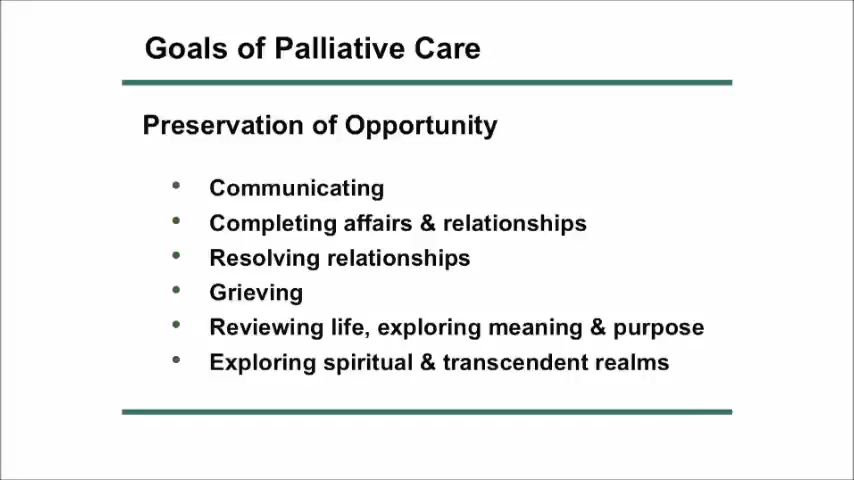 Goals of Palliative Care
Preservation of Opportunity
• Communicating
• Completing affairs & relationships
• Resolving relationships
• Grieving
• Reviewing life, exploring meaning & purpose
• Exploring spiritual & transcendent realms